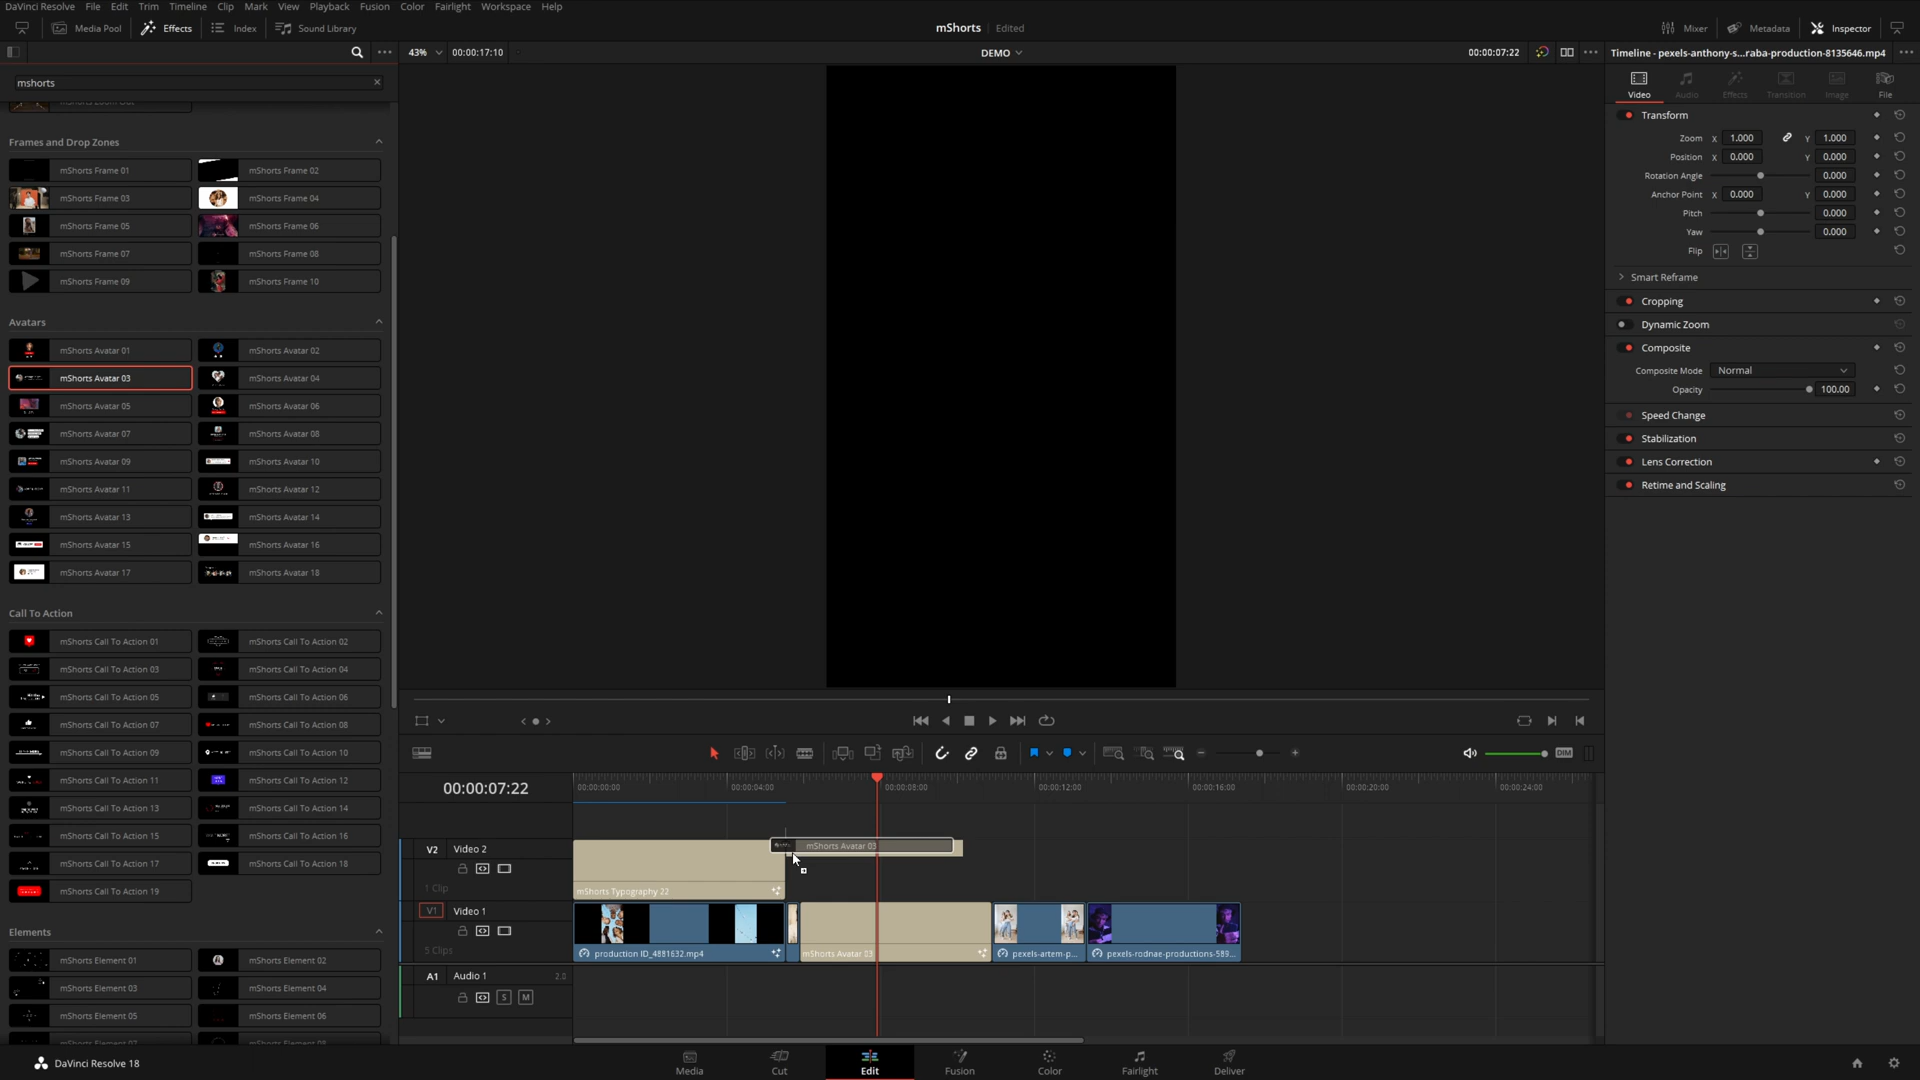 DaVinci Resolve File Edit Trim Timeline Clip Mark View Playback Fusion Color Fairlight Workspace Help
Media Pool Effects Index Sound Library
mShorts Edited
Mixer Metadata Inspector
43% 00:00:17:10
DEMO
00:00:07:22
Timeline - pexels-anthony-s...raba-production-8135646.mp4
mshorts
mShorts Zoom Out
Frames and Drop Zones
mShorts Frame 01 mShorts Frame 02
mShorts Frame 03 mShorts Frame 04
mShorts Frame 05 mShorts Frame 06
mShorts Frame 07 mShorts Frame 08
mShorts Frame 09 mShorts Frame 10
Avatars
mShorts Avatar 01 mShorts Avatar 02
mShorts Avatar 03 mShorts Avatar 04
mShorts Avatar 05 mShorts Avatar 06
mShorts Avatar 07 mShorts Avatar 08
mShorts Avatar 09 mShorts Avatar 10
mShorts Avatar 11 mShorts Avatar 12
mShorts Avatar 13 mShorts Avatar 14
mShorts Avatar 15 mShorts Avatar 16
mShorts Avatar 17 mShorts Avatar 18
Call To Action
mShorts Call To Action 01 mShorts Call To Action 02
mShorts Call To Action 03 mShorts Call To Action 04
mShorts Call To Action 05 mShorts Call To Action 06
mShorts Call To Action 07 mShorts Call To Action 08
mShorts Call To Action 09 mShorts Call To Action 10
mShorts Call To Action 11 mShorts Call To Action 12
mShorts Call To Action 13 mShorts Call To Action 14
mShorts Call To Action 15 mShorts Call To Action 16
mShorts Call To Action 17 mShorts Call To Action 18
mShorts Call To Action 19
Elements
mShorts Element 01 mShorts Element 02
mShorts Element 03 mShorts Element 04
mShorts Element 05 mShorts Element 06
mShorts Element 07 mShorts Element 08
Video Audio Effects Transition Image File
Transform
Zoom X 1.000 Y 1.000
Position X 0.000 Y 0.000
Rotation Angle 0.000
Anchor Point X 0.000 Y 0.000
Pitch 0.000
Yaw 0.000
Flip
Smart Reframe
Cropping
Dynamic Zoom
Composite
Composite Mode Normal
Opacity 100.00
Speed Change
Stabilization
Lens Correction
Retime and Scaling
DIM
00:00:07:22
00:00:00:00 00:00:04:00 00:00:08:00 00:00:12:00 00:00:16:00 00:00:20:00 00:00:24:00
V2 Video 2
1 Clip
mShorts Typography 22
mShorts Avatar 03
V1 Video 1
5 Clips
production ID_4881632.mp4
mShorts Avatar 03
pexels-artem-p...
pexels-rodnae-productions-589...
A1 Audio 1 2.0
S M
DaVinci Resolve 18
Media Cut Edit Fusion Color Fairlight Deliver